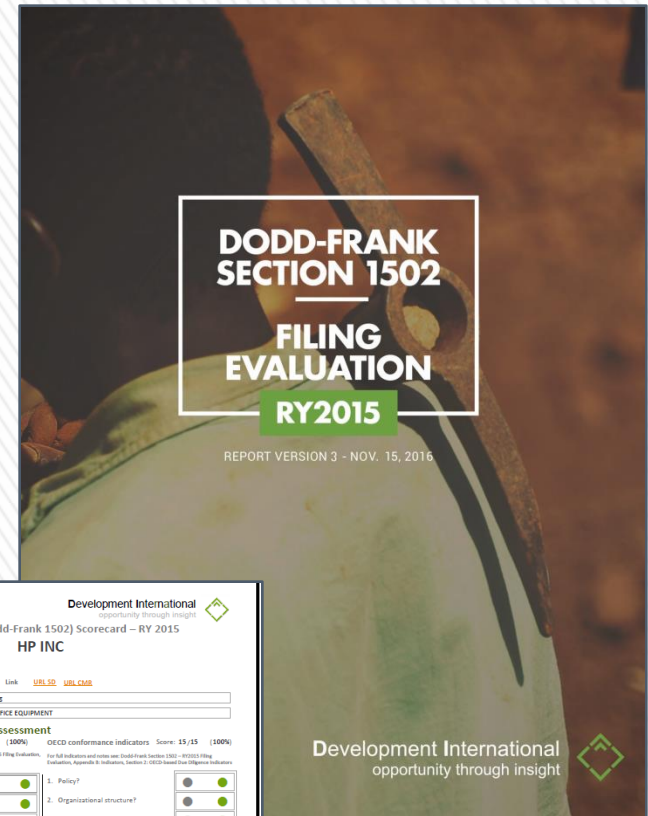 DODD-FRANK
SECTION 1502
FILING
EVALUATION
RY2015
REPORT VERSION 3 - NOV. 15, 2016
Development International
opportunity through insight
Development International
opportunity through insight
dd-Frank 1502) Scorecard – RY 2015
HP INC
Link URL SD URL CMR
FFICE EQUIPMENT
ssessment
(100%) OECD conformance indicators Score: 15/15 (100%)
Filing Evaluation, For full indicators and notes see: Dodd-Frank Section 1502 – RY2015 Filing
Evaluation, Appendix B: Indicators, Section 2: OECD-based Due Diligence Indicators
1. Policy?
2. Organizational structure?